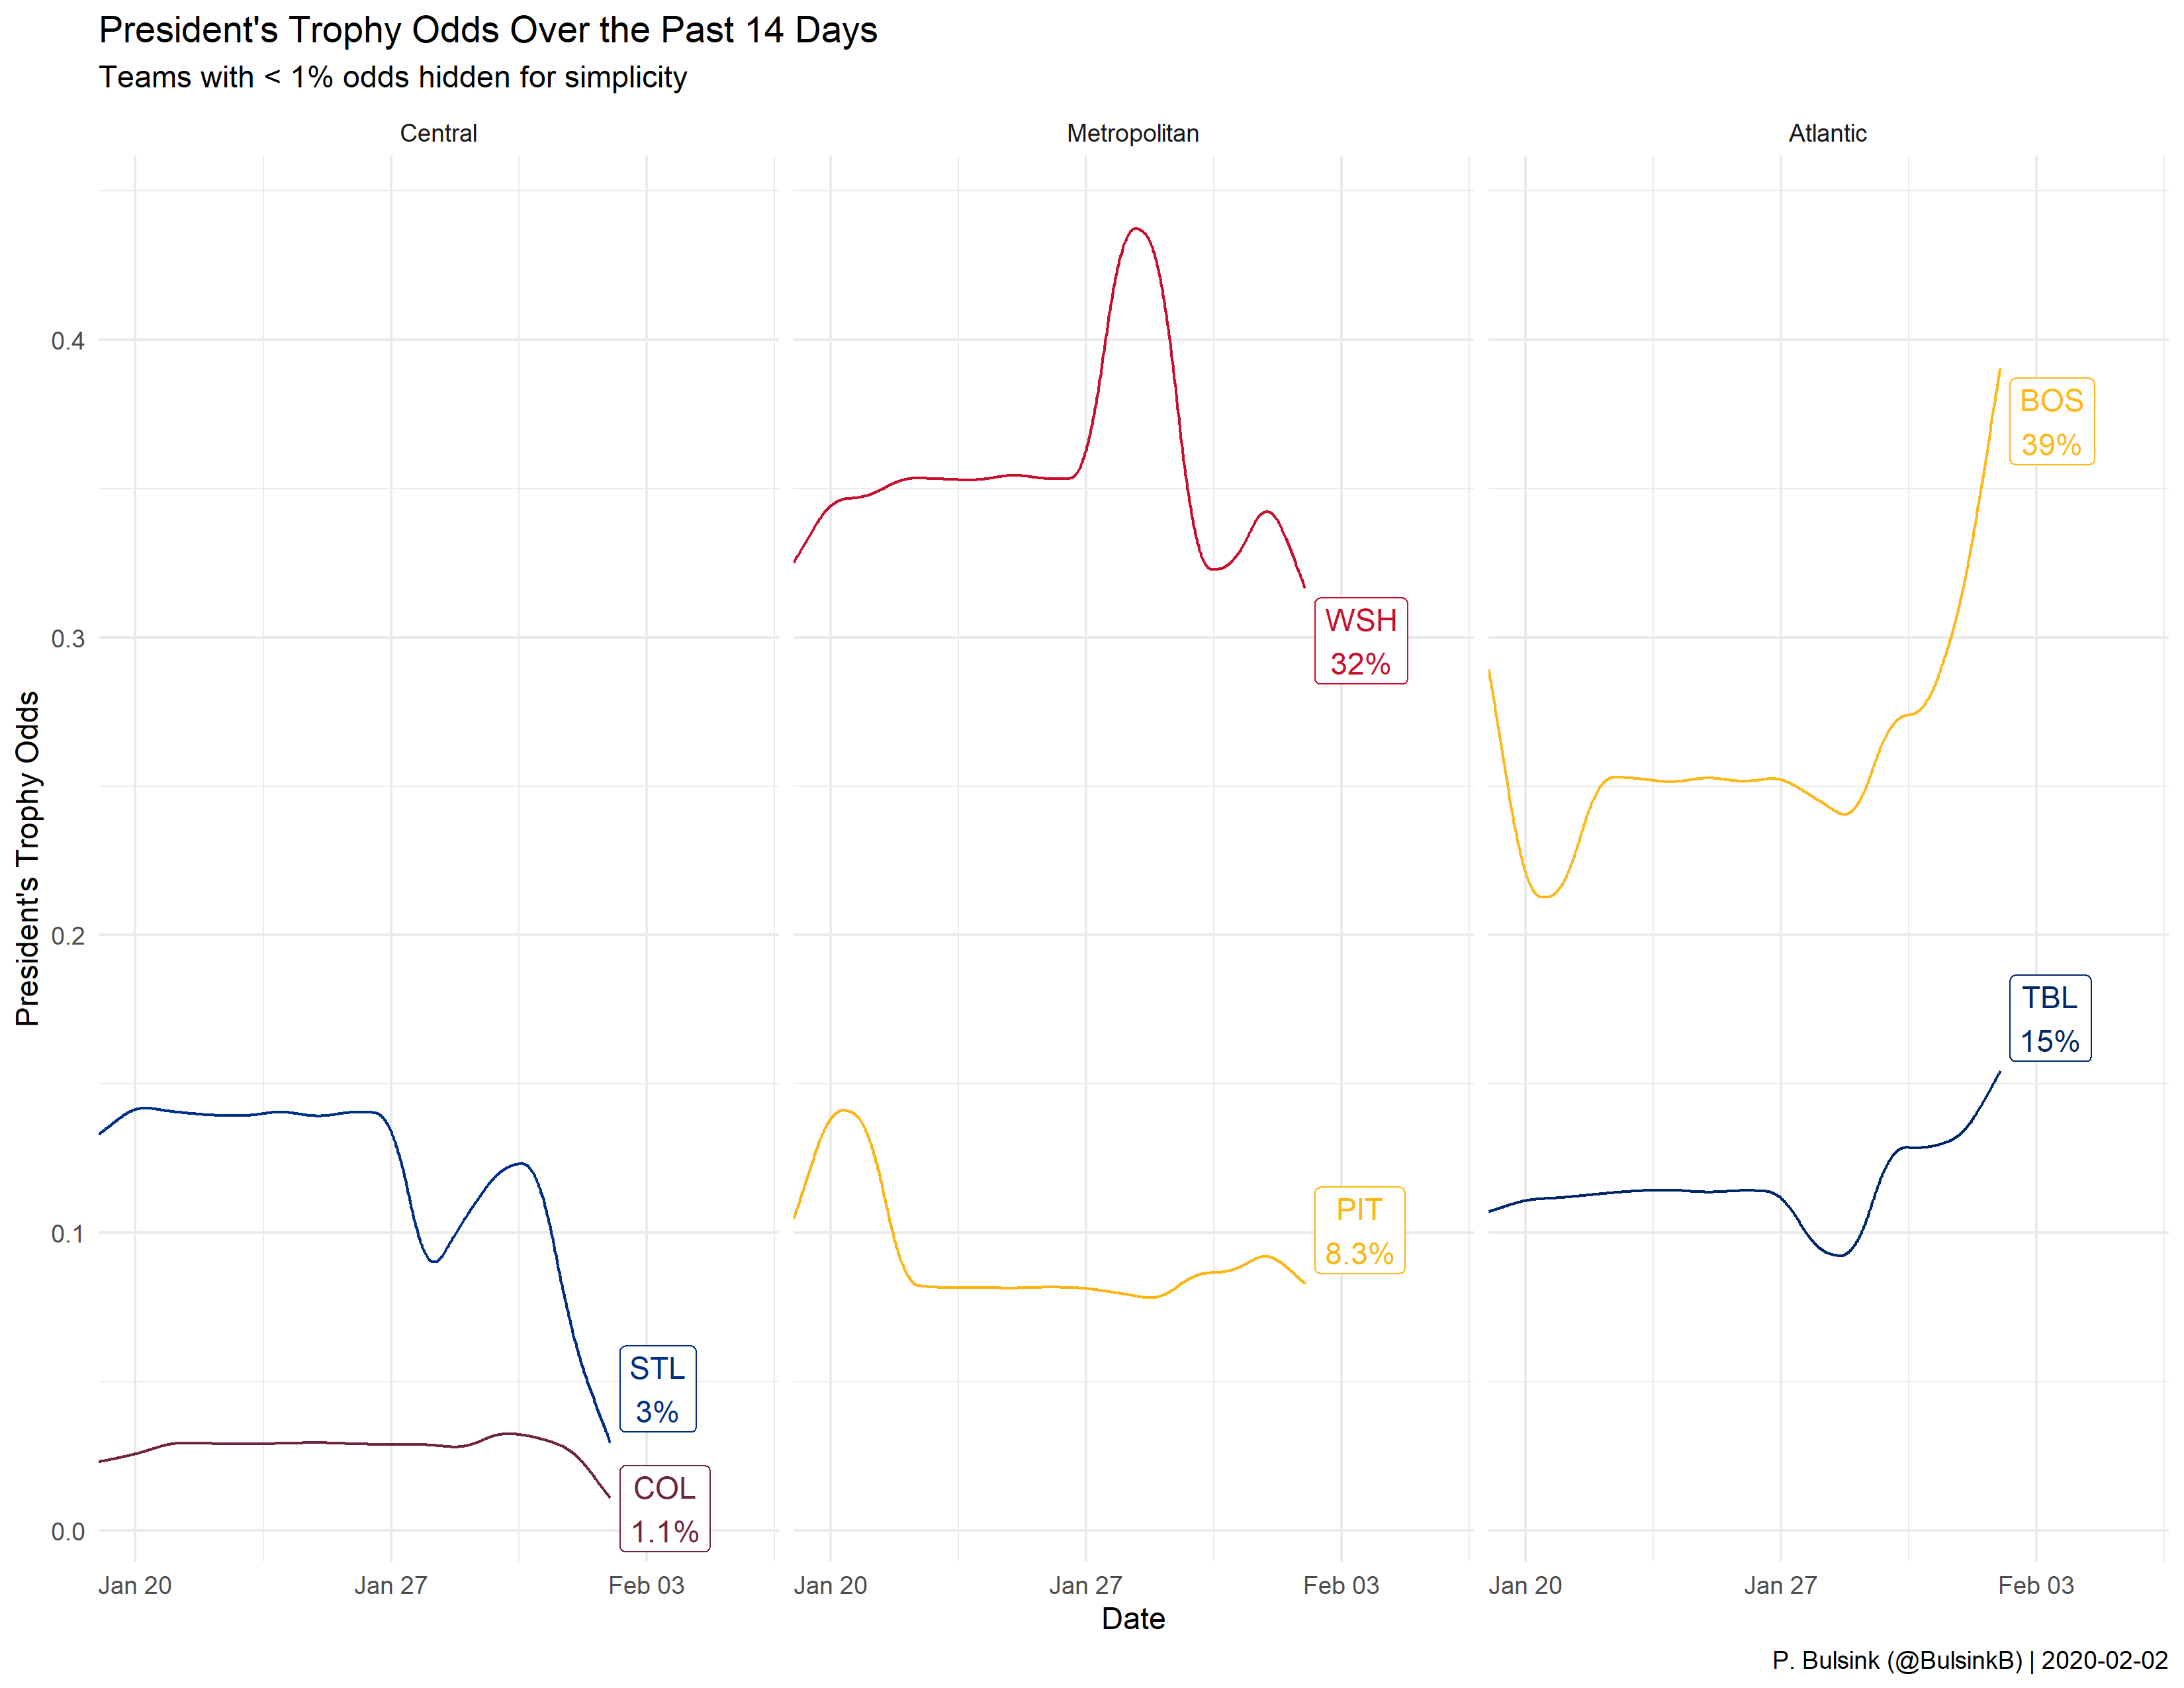 President's Trophy Odds Over the Past 14 Days
Teams with < 1% odds hidden for simplicity
Central
Metropolitan
Atlantic
President's Trophy Odds
0.4
0.3
0.2
0.1
0.0
BOS
39%
WSH
32%
TBL
15%
PIT
8.3%
STL
3%
COL
1.1%
Jan 20
Jan 27
Feb 03
Jan 20
Jan 27
Feb 03
Jan 20
Jan 27
Feb 03
Date
P. Bulsink (@BulsinkB) | 2020-02-02